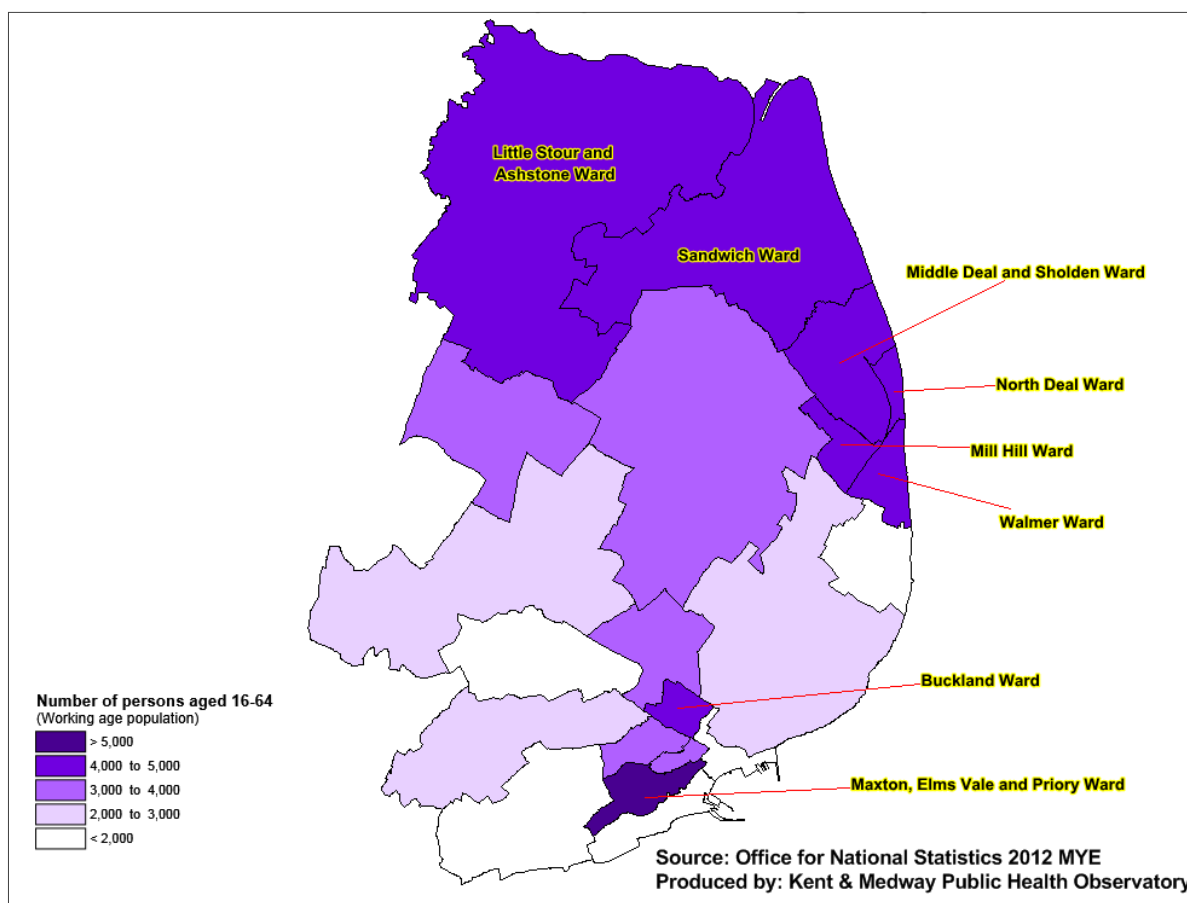 Little Stour and
Ashstone Ward
Sandwich Ward
Middle Deal and Sholden Ward
North Deal Ward
Mill Hill Ward
Walmer Ward
Buckland Ward
Maxton, Elms Vale and Priory Ward
Number of persons aged 16-64
(Working age population)
> 5,000
4,000 to 5,000
3,000 to 4,000
2,000 to 3,000
< 2,000
Source: Office for National Statistics 2012 MYE
Produced by: Kent & Medway Public Health Observatory